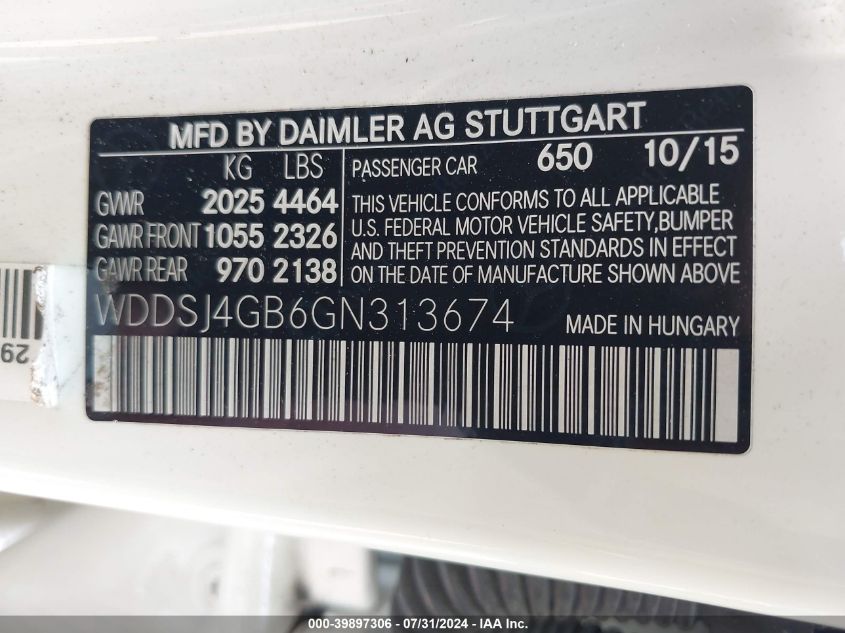 MFD BY DAIMLER AG STUTTGART
KG LBS
GVWR 2025 4464
GAWR FRONT 1055 2326
GAWR REAR 970 2138
PASSENGER CAR 650 10/15
THIS VEHICLE CONFORMS TO ALL APPLICABLE
U.S. FEDERAL MOTOR VEHICLE SAFETY,BUMPER
AND THEFT PREVENTION STANDARDS IN EFFECT
ON THE DATE OF MANUFACTURE SHOWN ABOVE
WDDSJ4GB6GN313674 MADE IN HUNGARY
29
000-39897306 / 07/31/2024 - Copart, Inc.